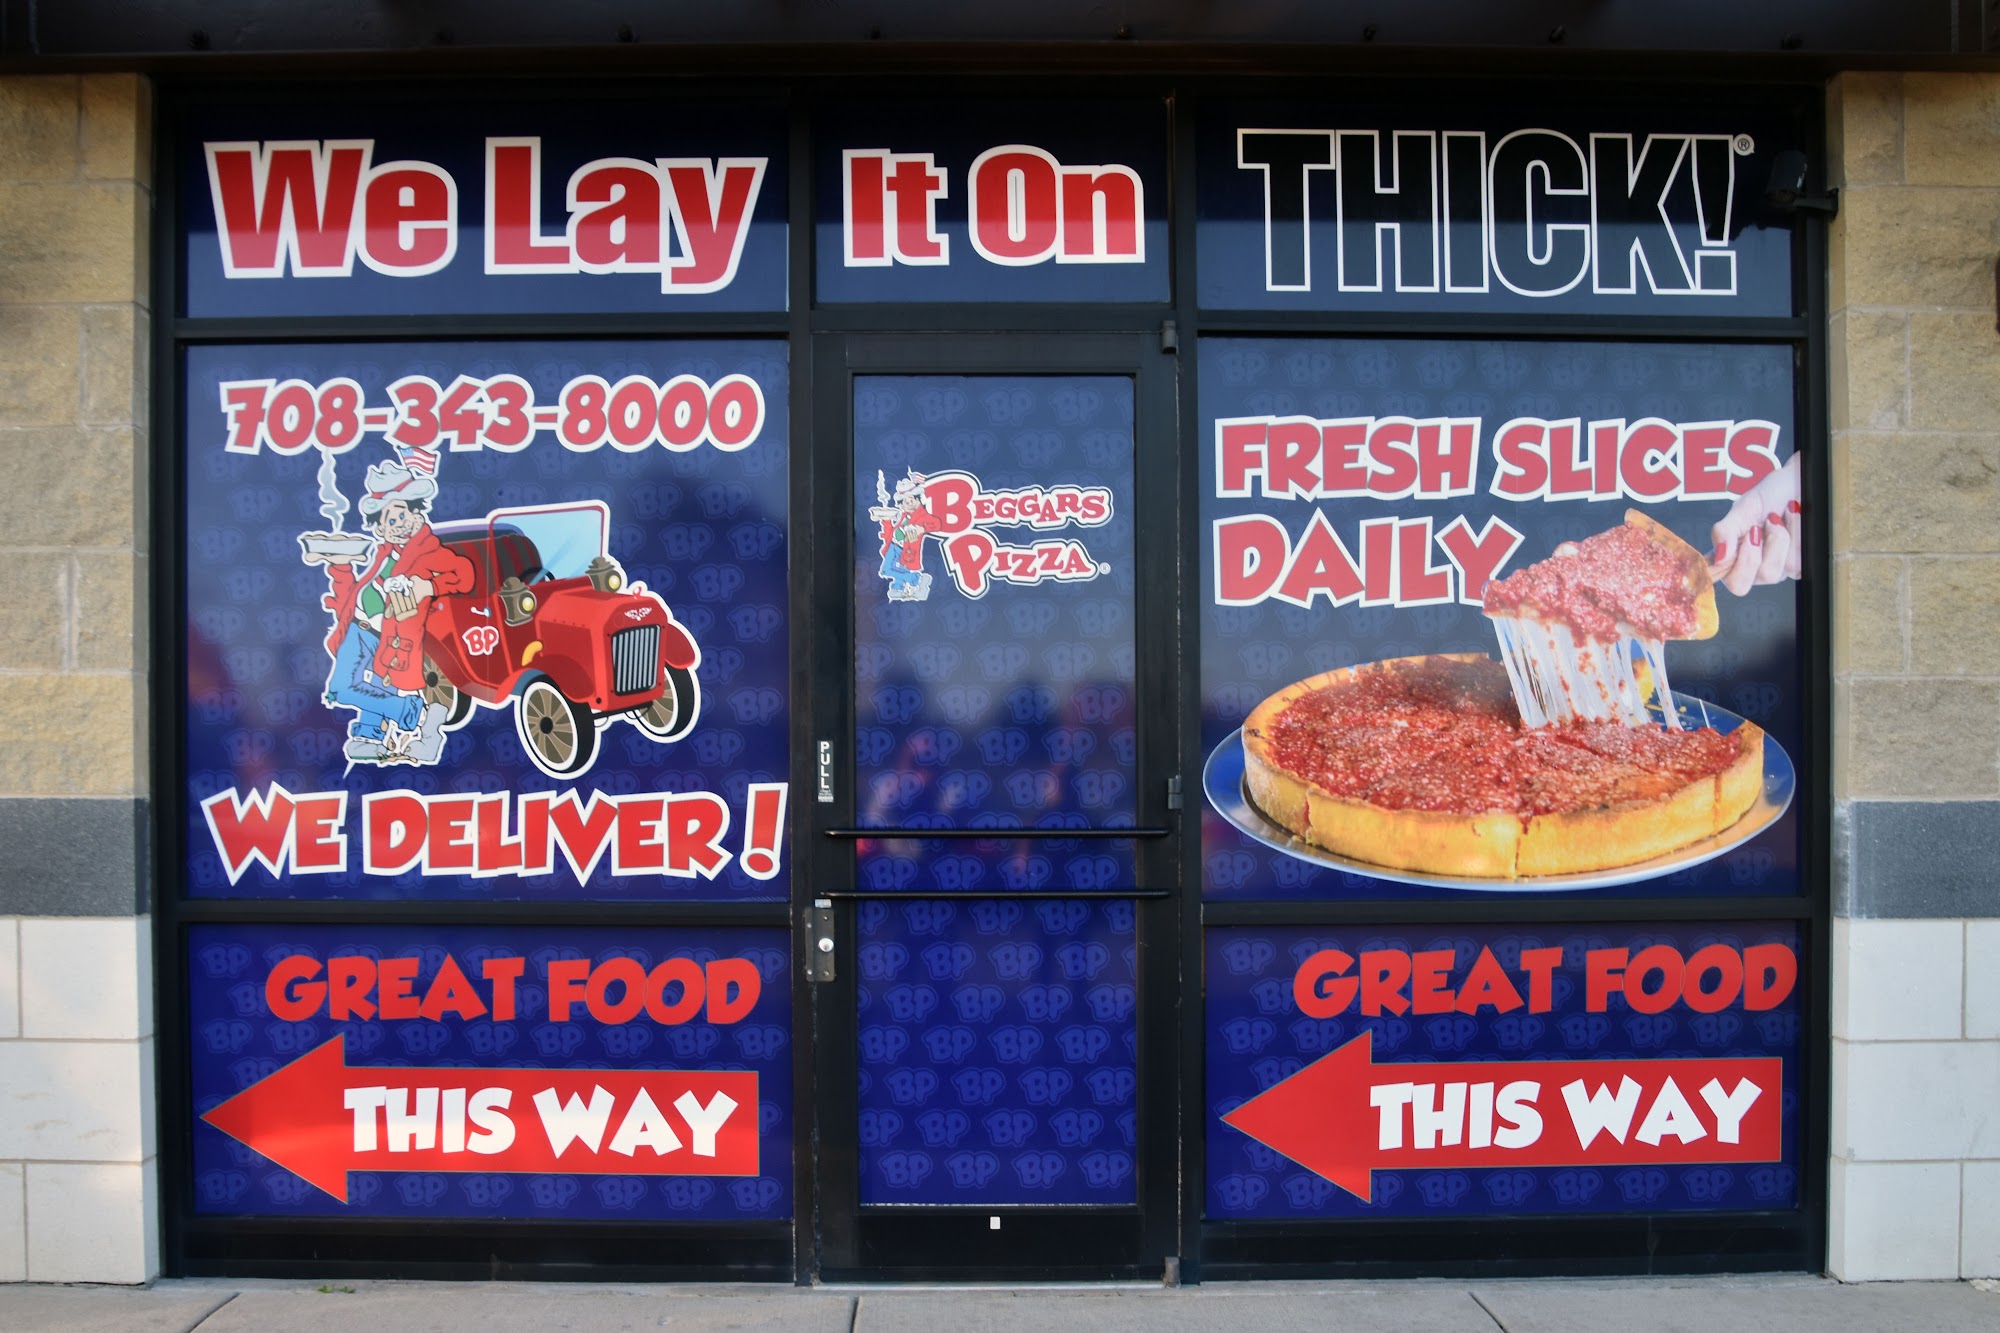 We Lay It On THICK!®
708-343-8000
BP
WE DELIVER!
GREAT FOOD
THIS WAY
BEGGARS
PIZZA
PULL
FRESH SLICES
DAILY
GREAT FOOD
THIS WAY